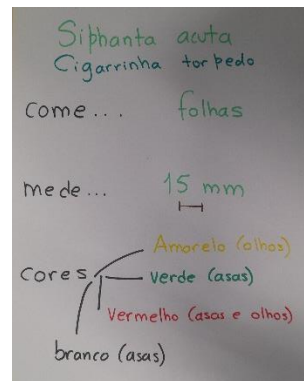 Siphanta acuta
Cigarrinha torpedo
come... folhas
mede... 15 mm
Amarelo (olhos)
cores verde (asas)
Vermelho (asas e olhos)
branco (asas)